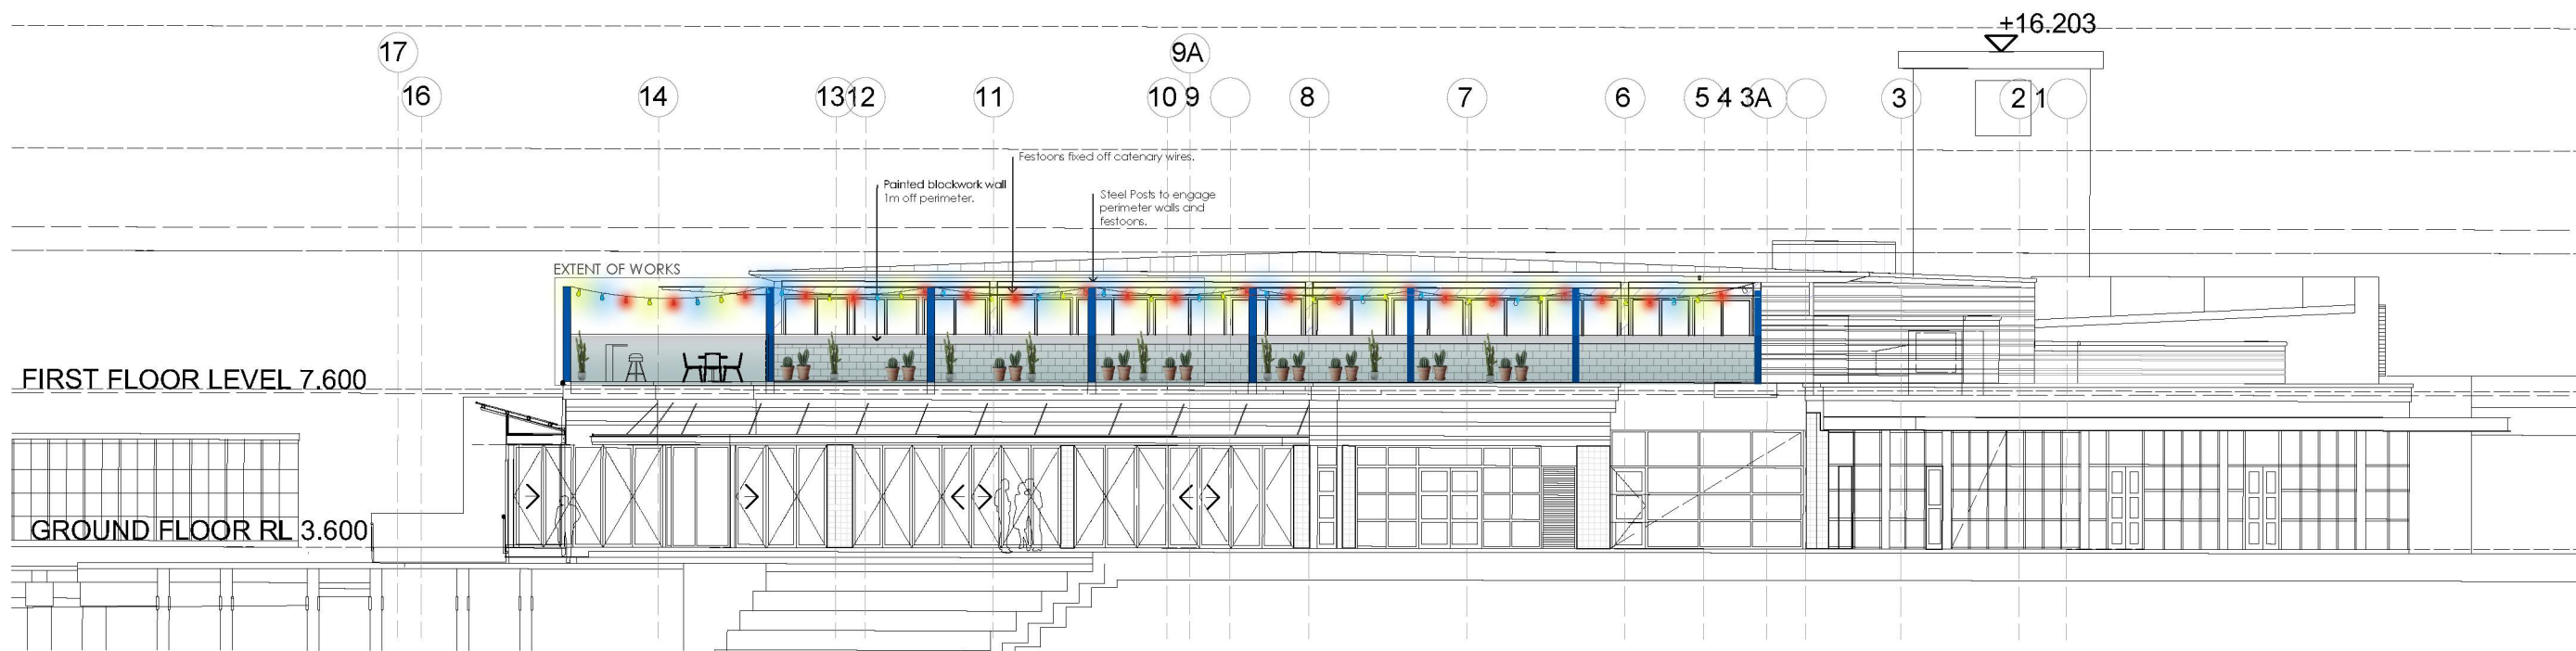 +16.203
17
9A
16
14
13 12
11
10 9
8
7
6
5 4 3A
3
2 1
Festoons fixed off catenary wires.
Painted blockwork wall
1m off perimeter.
Steel Posts to engage
perimeter walls and
festoons.
EXTENT OF WORKS
FIRST FLOOR LEVEL 7.600
GROUND FLOOR RL 3.600